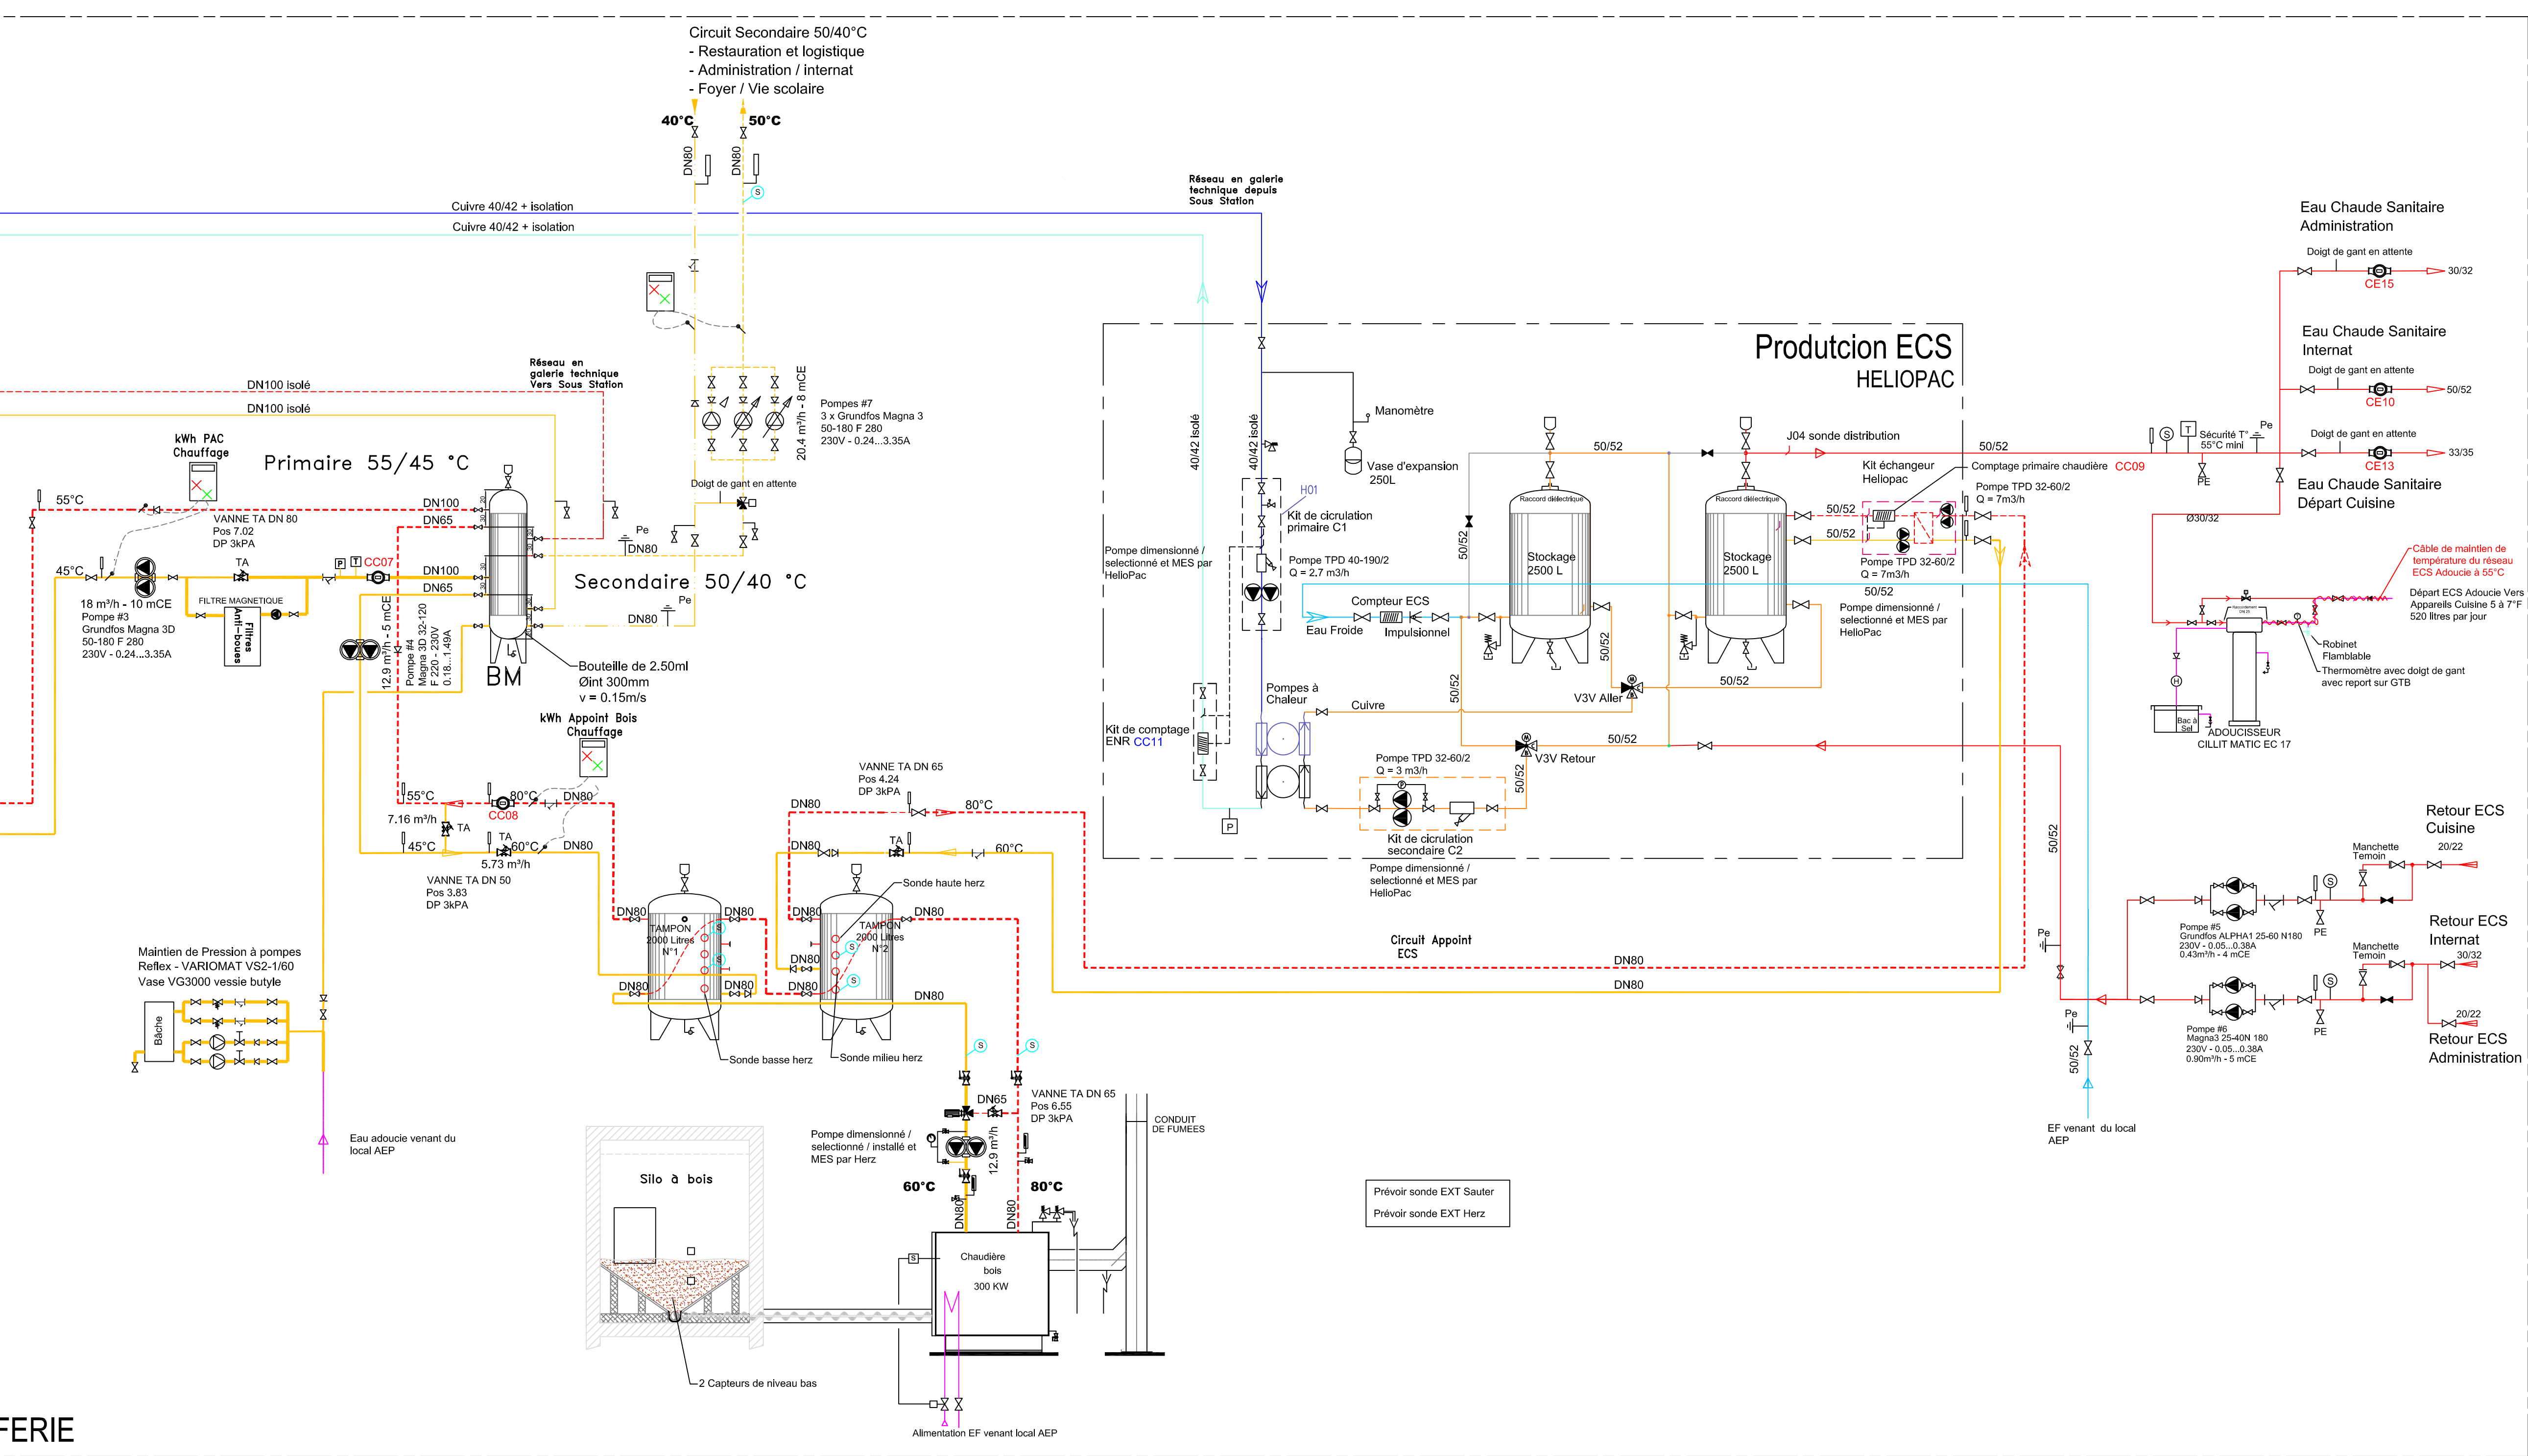 Circuit Secondaire 50/40°C
- Restauration et logistique
- Administration / internat
- Foyer / Vie scolaire
40°C
50°C
DN80
DN80
S
Cuivre 40/42 + isolation
Cuivre 40/42 + isolation
Réseau en galerie
technique depuis
Sous Station
Réseau en
galerie technique
Vers Sous Station
DN100 isolé
DN100 isolé
kWh PAC
Chauffage
Primaire 55/45 °C
Pompes #7
3 x Grundfos Magna 3
50-180 F 280
230V - 0.24...3.35A
20.4 m³/h - 8 mCE
Doigt de gant en attente
55°C
DN100
DN65
VANNE TA DN 80
Pos 7.02
DP 3kPA
45°C
TA
P
T
CC07
DN100
DN65
Pe
DN80
Secondaire 50/40 °C
Pe
DN80
18 m³/h - 10 mCE
Pompe #3
Grundfos Magna 3D
50-180 F 280
230V - 0.24...3.35A
FILTRE MAGNETIQUE
Filtres
Anti-boues
12.9 m³/h - 5 mCE
Pompe #4
Magna 3D 32-120
F 220 - 230V
0.18...1.49A
20
30
30
30
30
30
30
20
BM
Bouteille de 2.50ml
Øint 300mm
v = 0.15m/s
kWh Appoint Bois
Chauffage
55°C
CC08
80°C
DN80
7.16 m³/h
TA
45°C
TA
60°C
DN80
5.73 m³/h
VANNE TA DN 50
Pos 3.83
DP 3kPA
VANNE TA DN 65
Pos 4.24
DP 3kPA
DN80
80°C
DN80
TA
60°C
Sonde haute herz
DN80
DN80
DN80
DN80
TAMPON
2000 Litres
N°1
TAMPON
2000 Litres
N°2
S
S
S
S
DN80
DN80
DN80
DN80
DN80
DN80
Sonde basse herz
Sonde milieu herz
Maintien de Pression à pompes
Reflex - VARIOMAT VS2-1/60
Vase VG3000 vessie butyle
Bâche
Eau adoucie venant du
local AEP
S
S
DN65
VANNE TA DN 65
Pos 6.55
DP 3kPA
Pompe dimensionné /
selectionné / installé et
MES par Herz
12.9 m³/h
60°C
80°C
DN80
DN80
CONDUIT
DE FUMEES
Silo à bois
S
Chaudière
bois
300 KW
2 Capteurs de niveau bas
Alimentation EF venant local AEP
FERIE
Produtcion ECS
HELIOPAC
40/42 isolé
40/42 isolé
Manomètre
Vase d'expansion
250L
H01
Kit de cicrulation
primaire C1
Pompe dimensionné /
selectionné et MES par
HelioPac
Pompe TPD 40-190/2
Q = 2,7 m3/h
Eau Froide
Compteur ECS
Impulsionnel
50/52
50/52
Raccord diélectrique
Raccord diélectrique
Stockage
2500 L
Stockage
2500 L
J04 sonde distribution
50/52
Kit échangeur
Heliopac
Comptage primaire chaudière CC09
Pompe TPD 32-60/2
Q = 7m3/h
50/52
50/52
Pompe TPD 32-60/2
Q = 7m3/h
50/52
Pompe dimensionné /
selectionné et MES par
HelioPac
50/52
50/52
50/52
V3V Aller
Pompes à
Chaleur
Cuivre
Kit de comptage
ENR CC11
M
M
50/52
V3V Retour
50/52
Pompe TPD 32-60/2
Q = 3 m3/h
P
P
Kit de cicrulation
secondaire C2
Pompe dimensionné /
selectionné et MES par
HelioPac
Circuit Appoint
ECS
DN80
DN80
Prévoir sonde EXT Sauter
Prévoir sonde EXT Herz
Eau Chaude Sanitaire
Administration
Doigt de gant en attente
30/32
CE15
Eau Chaude Sanitaire
Internat
Doigt de gant en attente
50/52
CE10
S
T
Sécurité T°
55°C mini
Pe
PE
Doigt de gant en attente
33/35
CE13
Eau Chaude Sanitaire
Départ Cuisine
Ø30/32
Câble de maintien de
température du réseau
ECS Adoucie à 55°C
Départ ECS Adoucie Vers
Appareils Cuisine 5 à 7°F
520 litres par jour
T
Robinet
Flamblable
Thermomètre avec doigt de gant
avec report sur GTB
H
Bac à
Sel
ADOUCISSEUR
CILLIT MATIC EC 17
50/52
Retour ECS
Cuisine
20/22
Manchette
Temoin
S
PE
Pompe #5
Grundfos ALPHA1 25-60 N180
230V - 0.05...0.38A
0.43m³/h - 4 mCE
Pe
Retour ECS
Internat
30/32
Manchette
Temoin
S
PE
Pompe #6
Magna3 25-40N 180
230V - 0.05...0.38A
0.90m³/h - 5 mCE
Pe
50/52
20/22
Retour ECS
Administration
EF venant du local
AEP